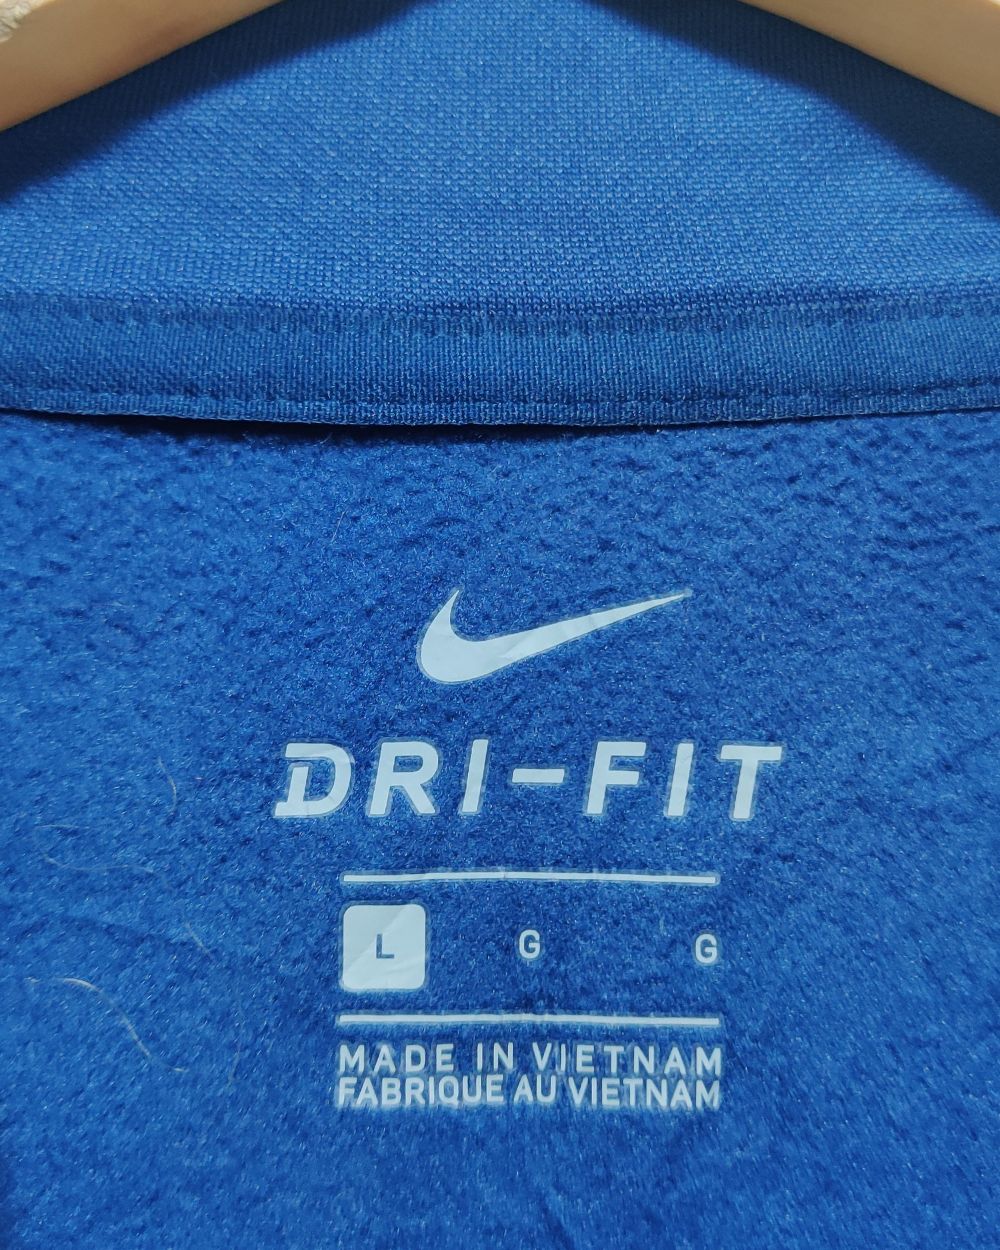 DRI-FIT
L G G
MADE IN VIETNAM
FABRIQUE AU VIETNAM